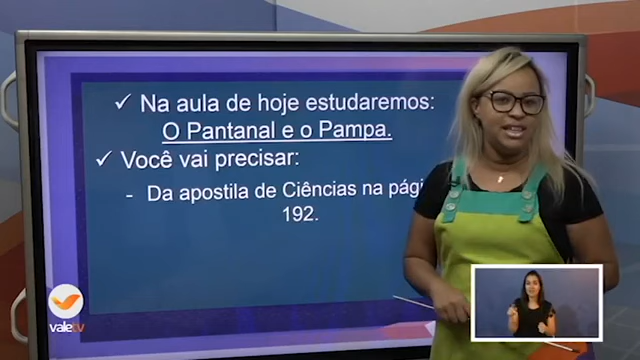 ✓ Na aula de hoje estudaremos:
O Pantanal e o Pampa.
✓ Você vai precisar:
- Da apostila de Ciências na pági
192.
valetv